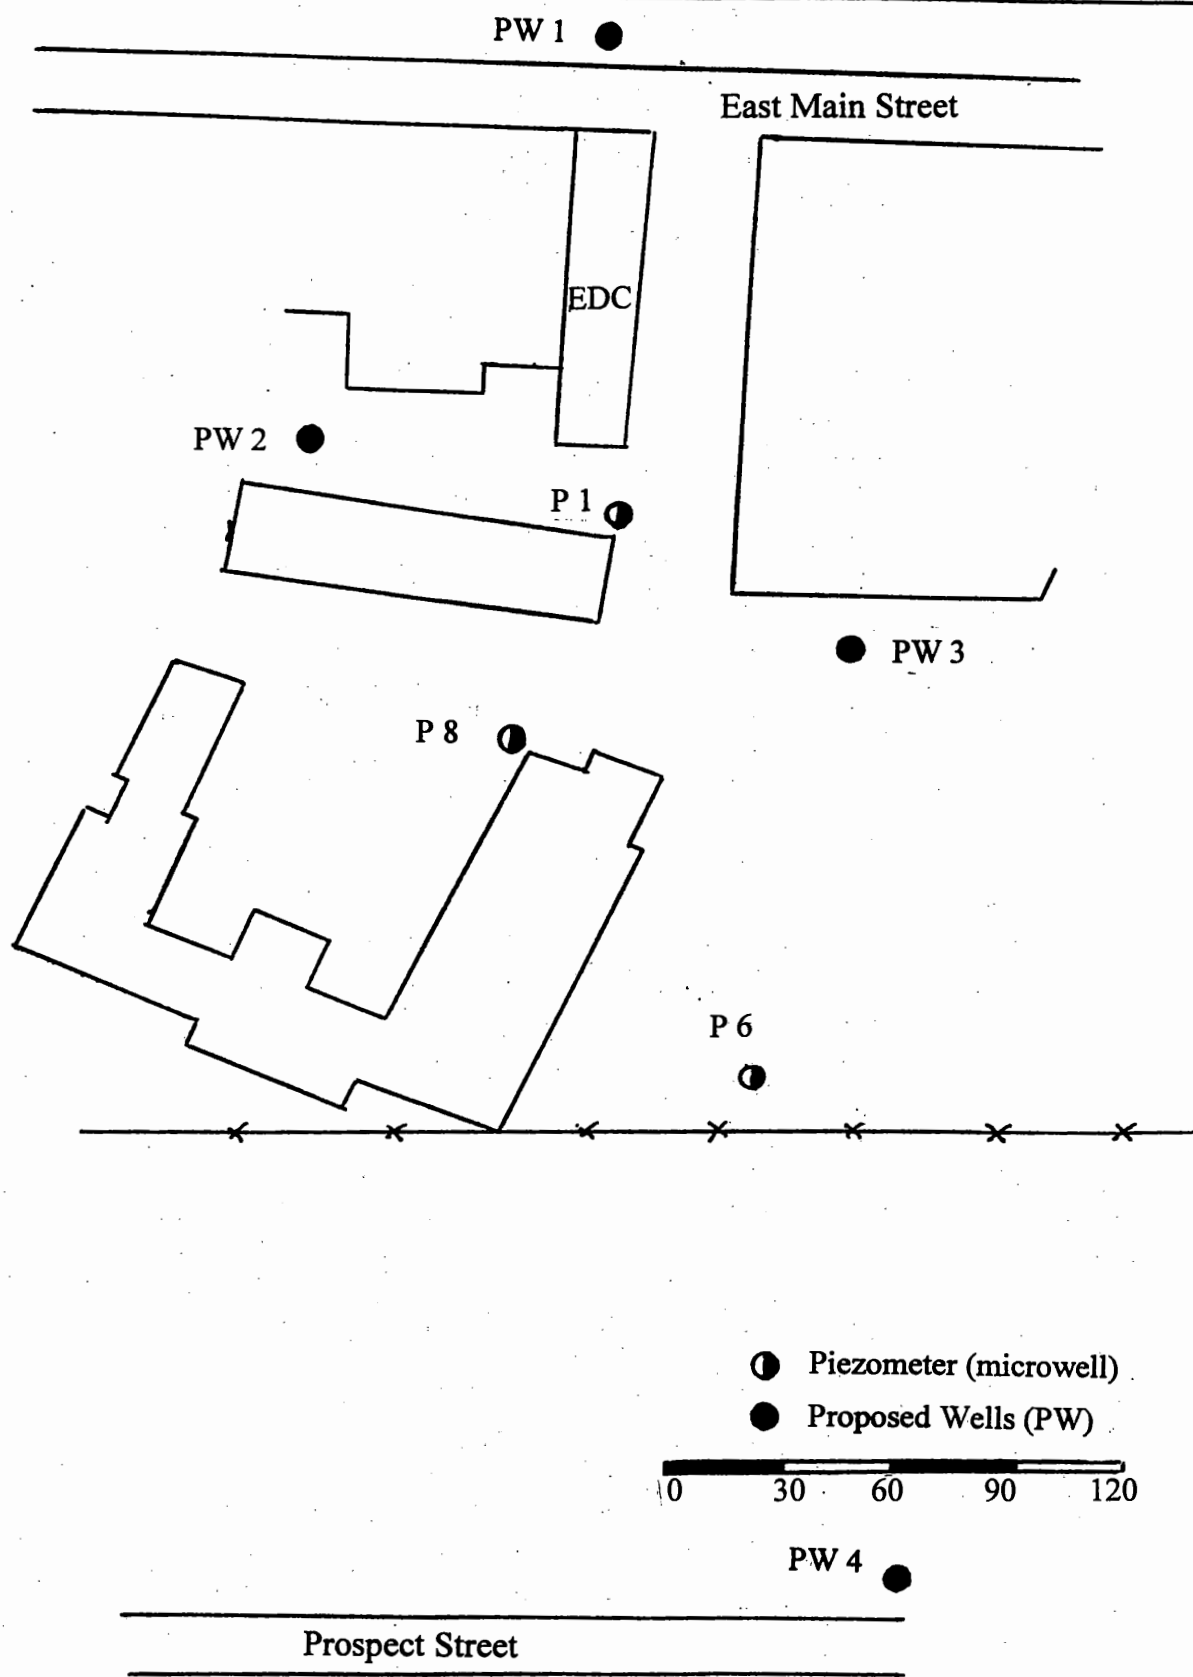 PW 1
East Main Street
EDC
PW 2
P 1
PW 3
P 8
P 6
Piezometer (microwell)
Proposed Wells (PW)
0 30 60 90 120
PW 4
Prospect Street